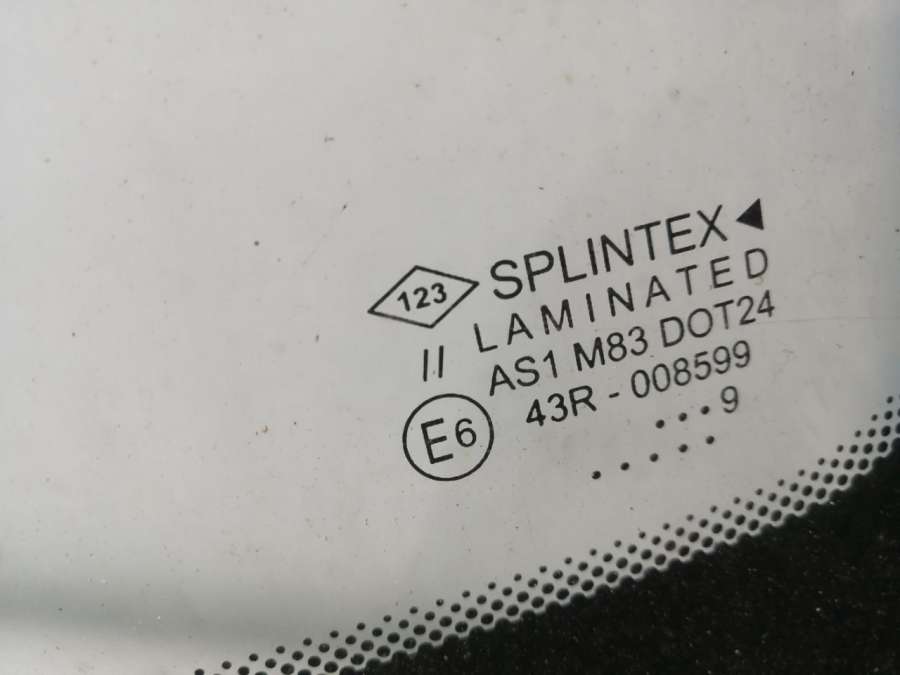 123 SPLINTEX
II LAMINATED
AS1 M83 DOT24
E6 43R - 008599
...9
.....